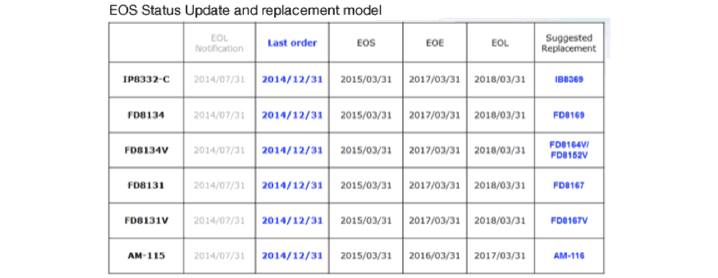 EOS Status Update and replacement model
EOL Notification Last order EOS EOE EOL Suggested Replacement
IP8332-C 2014/07/31 2014/12/31 2015/03/31 2017/03/31 2018/03/31 IB8369
FD8134 2014/07/31 2014/12/31 2015/03/31 2017/03/31 2018/03/31 FD8169
FD8134V 2014/07/31 2014/12/31 2015/03/31 2017/03/31 2018/03/31 FD8164V/ FD8152V
FD8131 2014/07/31 2014/12/31 2015/03/31 2017/03/31 2018/03/31 FD8167
FD8131V 2014/07/31 2014/12/31 2015/03/31 2017/03/31 2018/03/31 FD8167V
AM-115 2014/07/31 2014/12/31 2015/03/31 2016/03/31 2017/03/31 AM-116